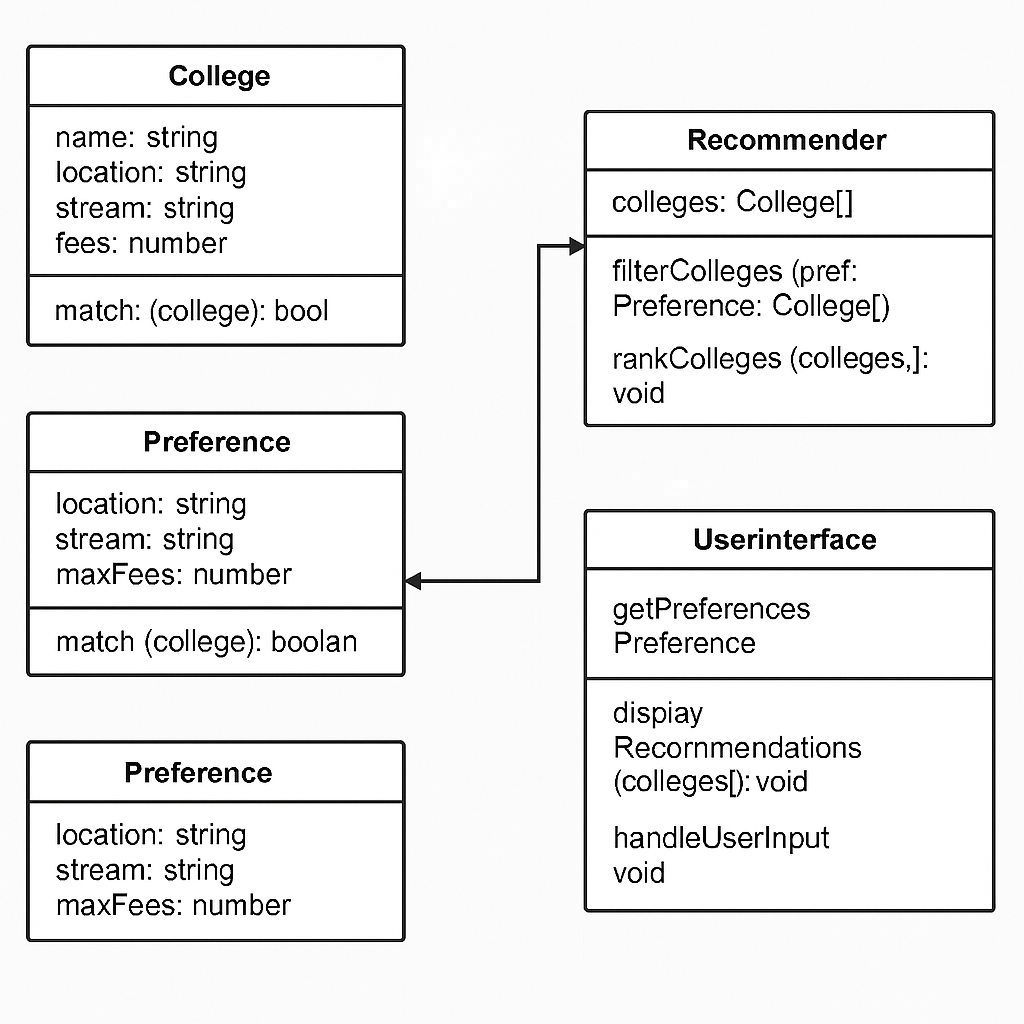 College
name: string
location: string
stream: string
fees: number
match: (college): bool
Preference
location: string
stream: string
maxFees: number
match (college): boolan
Preference
location: string
stream: string
maxFees: number
Recommender
colleges: College[]
filterColleges (pref:
Preference: College[)
rankColleges (colleges,]:
void
Userinterface
getPreferences
Preference
dispiay
Recornmendations
(colleges[): void
handleUserInput
void